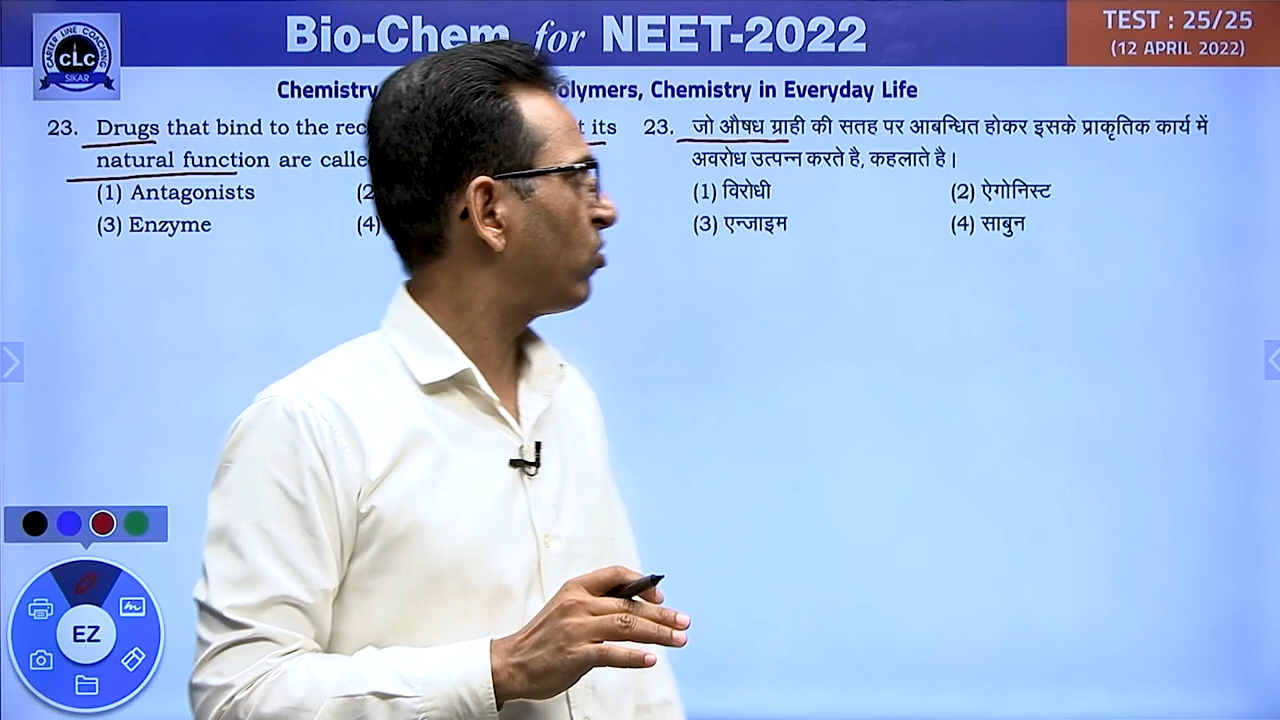 CAREER LINE COACHING
CLC
SIKAR
Bio-Chem for NEET-2022
TEST : 25/25
(12 APRIL 2022)
Chemistry olymers, Chemistry in Everyday Life
23. Drugs that bind to the rec t its
natural function are calle
(1) Antagonists (2
(3) Enzyme (4)
23. जो औषध ग्राही की सतह पर आबन्धित होकर इसके प्राकृतिक कार्य में
अवरोध उत्पन्न करते है, कहलाते है।
(1) विरोधी (2) ऐगोनिस्ट
(3) एन्जाइम (4) साबुन
EZ